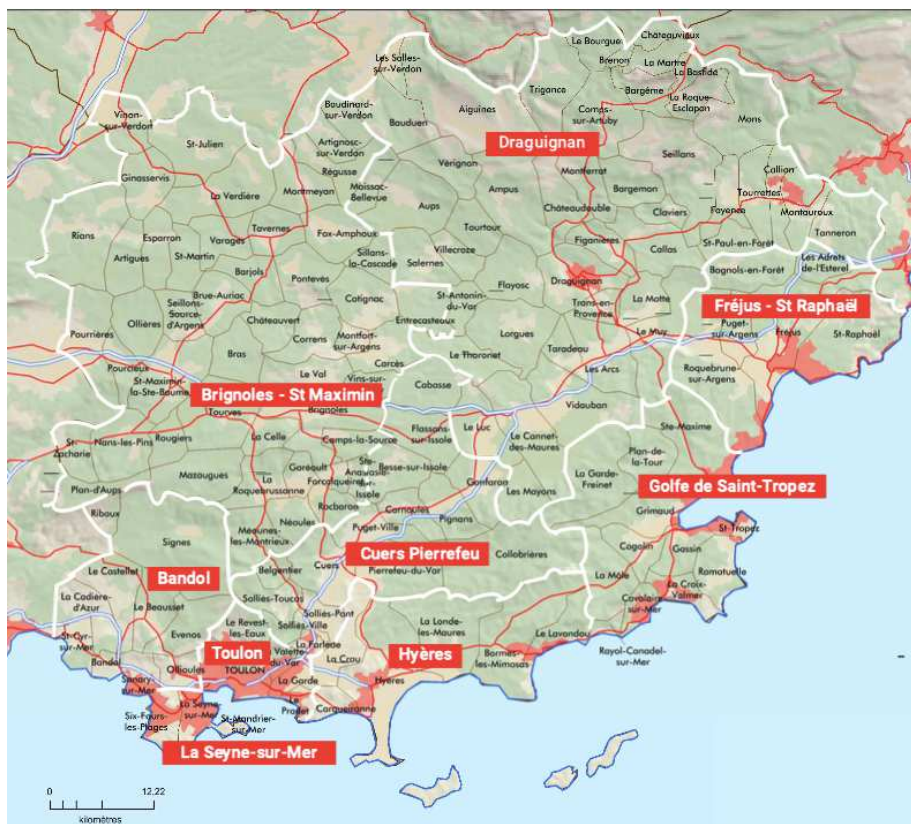 Châteauvieux
Le Bourgue
Brenon
La Martre
La Bastide
Les Salles-
sur-Verdon
Trigance
Bargème
La Roque-
Esclapon
Aiguines
Comps-
sur-Artuby
Mons
Baudinard-
sur-Verdon
Bauduen
Vinon-
sur-Verdon
St-Julien
Artignosc-
sur-Verdon
Draguignan
Vérignon
Seillans
Régusse
Montferrat
Callian
Ginasservis
La Verdière
Montmeyan
Moissac-
Bellevue
Aups
Ampus
Bargemon
Tourrettes
Châteaudouble
Claviers
Fayence
Montauroux
Rians
Esparron
Varages
Tavernes
Fox-Amphoux
Tourtour
Figanières
Callas
St-Paul-en-Forêt
Tanneron
Artigues
St-Martin
Sillans-
la-Cascade
Villecroze
Salernes
Les Adrets
de-l'Esterel
Barjols
Pontevès
Flayosc
Draguignan
Bagnols-en-Forêt
Seillons-
Source-
d'Argens
Brue-Auriac
Cotignac
St-Antonin-
du-Var
Trans-en-
Provence
La Motte
Fréjus - St Raphaël
Pourrières
Ollières
Châteauvert
Correns
Montfort-
sur-Argens
Entrecasteaux
Lorgues
Le Muy
Puget-
sur-Argens
Fréjus
St-Raphaël
Bras
Le Thoronet
Taradeau
Pourcieux
Le Val
Carcès
Les Arcs
Roquebrune-
sur-Argens
St-Maximin-
la-Ste-Baume
Vins-sur-
Cabasse
Brignoles - St Maximin
Tourves
Brignoles
Vidauban
St-
Zacharie
Nans-les-Pins
Rougiers
La Celle
Camps-la-Source
Flassans-
sur-Issole
Le Luc
Le Cannet-
des-Maures
Ste-Maxime
Mazaugues
La
Roquebrussanne
Garéoult
Forcalqueiret
Ste-
Anastasie-
sur-
Issole
Besse-sur-Issole
Gonfaron
Plan-de-
la-Tour
La Garde-
Freinet
Plan-d'Aups
Rocbaron
Les Mayons
Golfe de Saint-Tropez
Riboux
Néoules
Carnoules
Grimaud
Signes
Méounes-
les-Montrieux
Puget-Ville
Pignans
St-Tropez
Cuers Pierrefeu
Collobrières
Cogolin
Gassin
Le Castellet
Bandol
Belgentier
Cuers
Pierrefeu-du-Var
La Môle
Ramatuelle
La Croix-
Valmer
La Cadière-
d'Azur
Le Beausset
Solliès-Toucas
Cavalaire-
sur-Mer
Solliès-Pont
La Londe-
les-Maures
Evenos
Le Revest-
les-Eaux
Solliès-Ville
Le Lavandou
St-Cyr-
sur-Mer
Toulon
La Valette-
du-Var
La Farlède
Hyères
Bormes-
les-Mimosas
Rayol-Canadel-
sur-Mer
Bandol
Ollioules
TOULON
La Crau
Sanary-
sur-Mer
La Garde
Hyères
La Seyne-
sur-Mer
Le
Pradet
Carqueiranne
Six-Fours-
les-Plages
St-Mandrier-
sur-Mer
La Seyne-sur-Mer
0 12,22
kilomètres